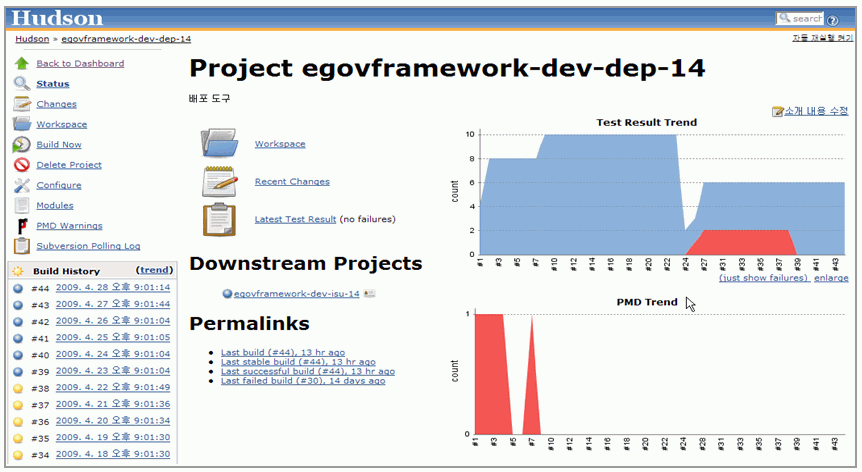 Hudson
search
Hudson » egovframework-dev-dep-14
자동 재실행 켜기
Back to Dashboard
Status
Changes
Workspace
Build Now
Delete Project
Configure
Modules
PMD Warnings
Subversion Polling Log
Build History (trend)
#44 2009. 4. 28 오후 9:01:14
#43 2009. 4. 27 오후 9:01:44
#42 2009. 4. 26 오후 9:01:04
#41 2009. 4. 25 오후 9:01:05
#40 2009. 4. 24 오후 9:01:04
#39 2009. 4. 23 오후 9:01:04
#38 2009. 4. 22 오후 9:01:49
#37 2009. 4. 21 오후 9:01:36
#36 2009. 4. 20 오후 9:01:34
#35 2009. 4. 19 오후 9:01:30
#34 2009. 4. 18 오후 9:01:30
Project egovframework-dev-dep-14
배포 도구
소개 내용 수정
Workspace
Recent Changes
Latest Test Result (no failures)
Downstream Projects
egovframework-dev-isu-14
Permalinks
Last build (#44), 13 hr ago
Last stable build (#44), 13 hr ago
Last successful build (#44), 13 hr ago
Last failed build (#30), 14 days ago
Test Result Trend
count
10
8
6
4
2
0
#1 #3 #5 #7 #10 #12 #14 #16 #18 #20 #22 #24 #28 #31 #33 #35 #37 #39 #41 #43
(just show failures) enlarge
PMD Trend
count
1
0
#1 #3 #5 #7 #10 #12 #14 #16 #18 #20 #22 #24 #28 #31 #33 #35 #37 #39 #41 #43